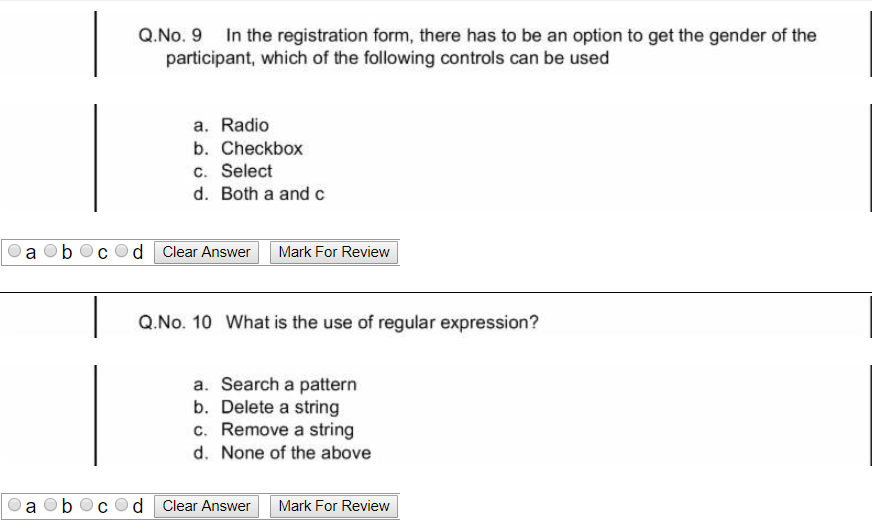 Q.No. 9 In the registration form, there has to be an option to get the gender of the
participant, which of the following controls can be used
a. Radio
b. Checkbox
c. Select
d. Both a and c
a b c d Clear Answer Mark For Review
Q.No. 10 What is the use of regular expression?
a. Search a pattern
b. Delete a string
c. Remove a string
d. None of the above
a b c d Clear Answer Mark For Review